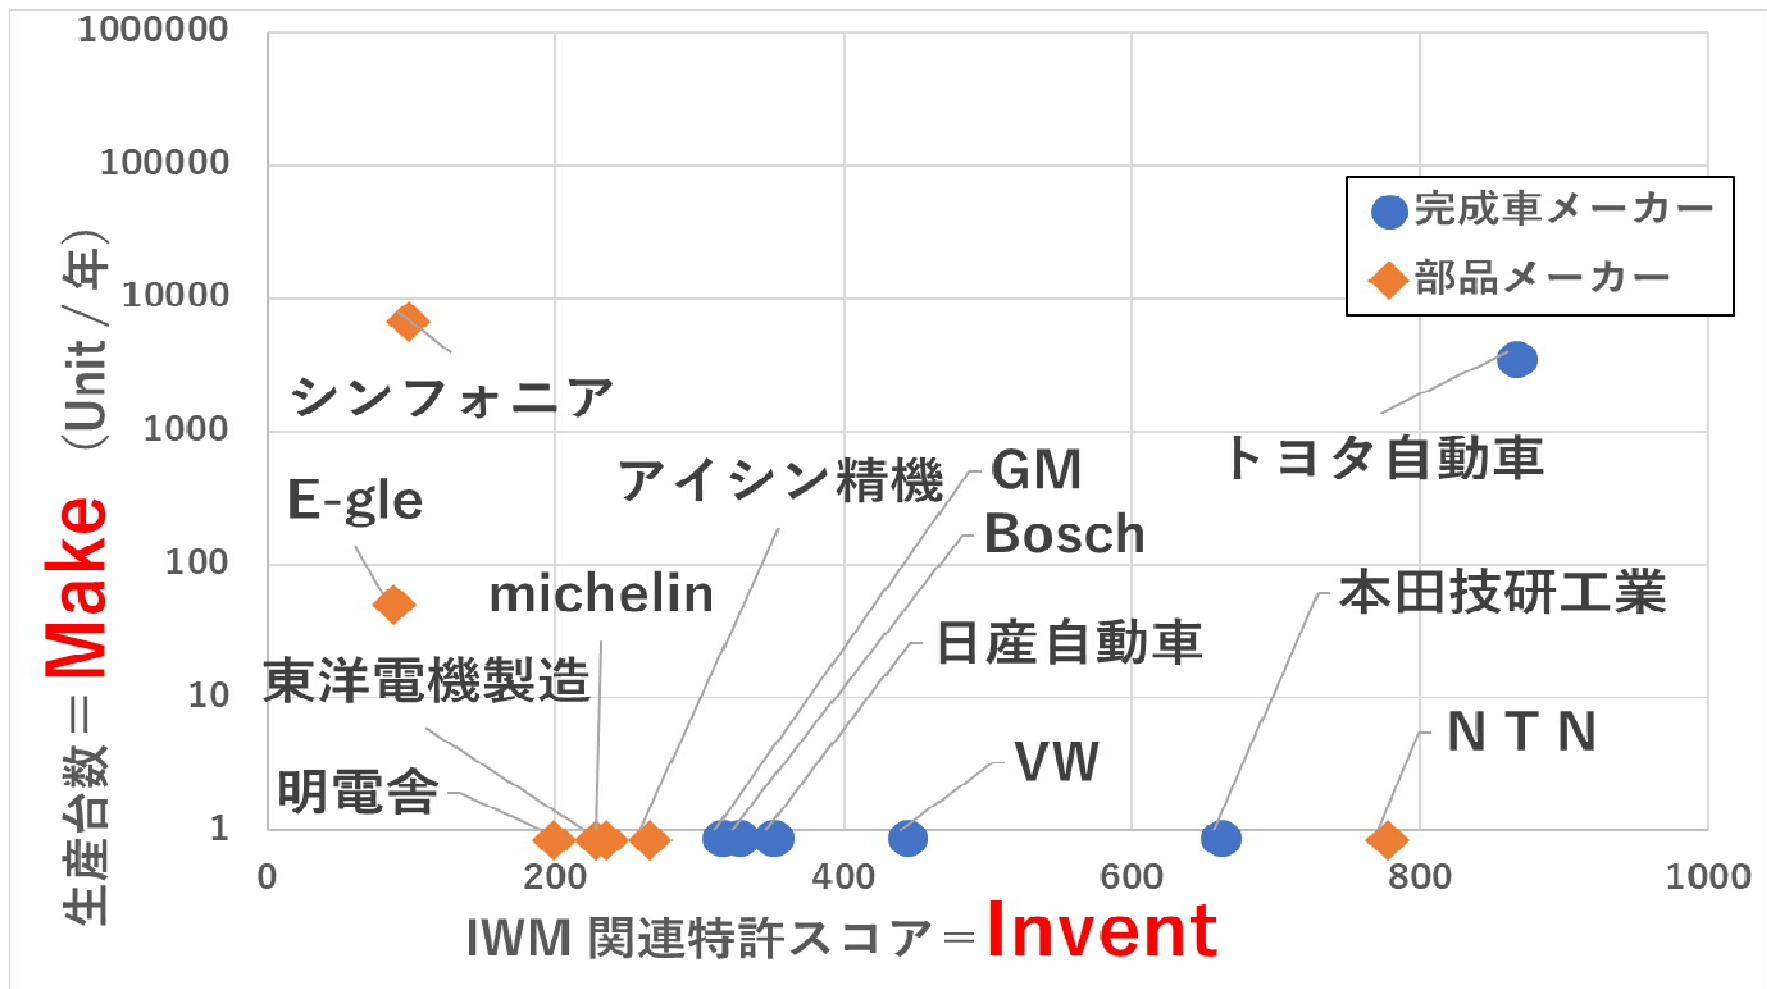 1000000
100000
10000
1000
100
10
1
生産台数＝Make（Unit / 年）
完成車メーカー
部品メーカー
シンフォニア
トヨタ自動車
アイシン精機
GM
E-gle
Bosch
michelin
本田技研工業
日産自動車
東洋電機製造
ＮＴＮ
VW
明電舎
0
200
400
600
800
1000
IWM 関連特許スコア＝Invent